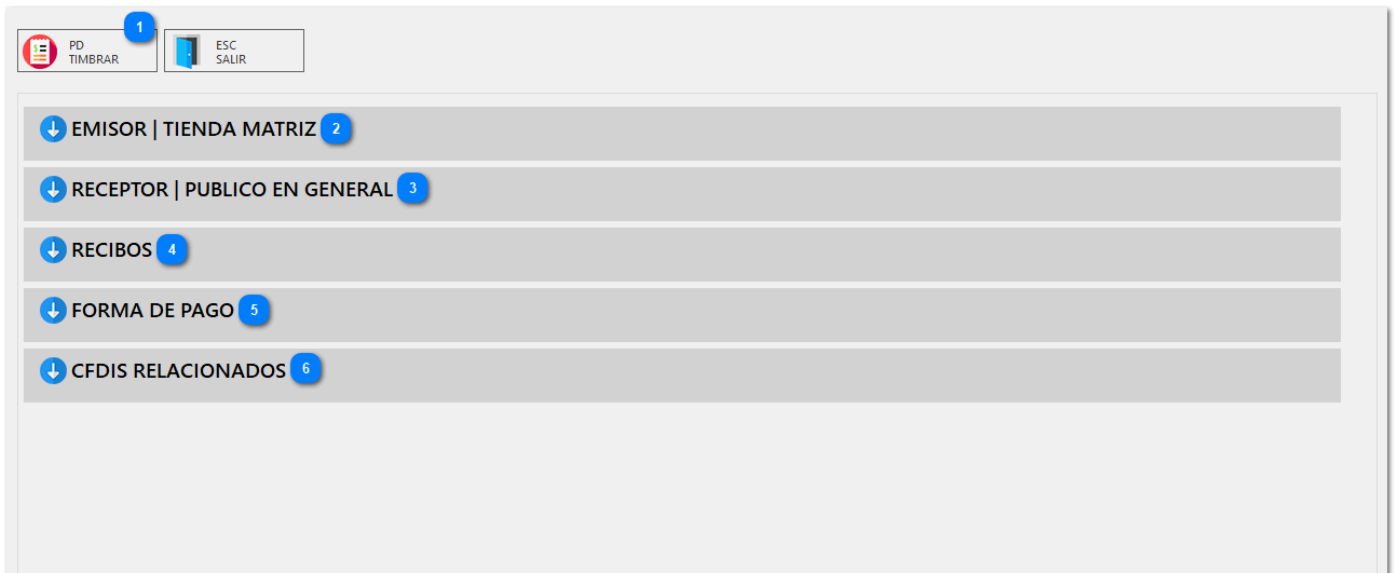 1
PD
TIMBRAR
ESC
SALIR
EMISOR | TIENDA MATRIZ 2
RECEPTOR | PUBLICO EN GENERAL 3
RECIBOS 4
FORMA DE PAGO 5
CFDIS RELACIONADOS 6